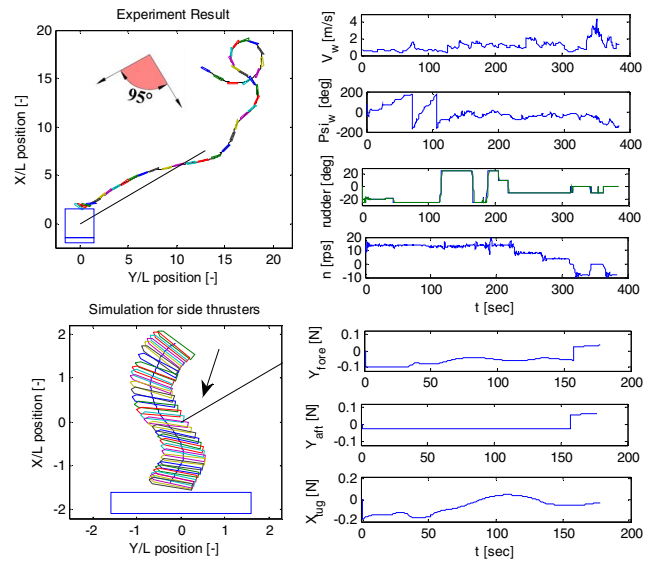 Experiment Result
95°
X/L position [-]
20
15
10
5
0
0 5 10 15 20 25
Y/L position [-]
V_w [m/s]
4
2
0
0 100 200 300 400
Psi_w [deg]
200
0
-200
0 100 200 300 400
rudder [deg]
20
0
-20
0 100 200 300 400
n [rps]
20
10
0
-10
0 100 200 300 400
t [sec]
Simulation for side thrusters
X/L position [-]
2
1
0
-1
-2
-2 -1 0 1 2
Y/L position [-]
Y_fore [N]
0.1
0
-0.1
0 50 100 150 200
Y_aft [N]
0.1
0
-0.1
0 50 100 150 200
X_tug [N]
0.1
0
-0.2
0 50 100 150 200
t [sec]